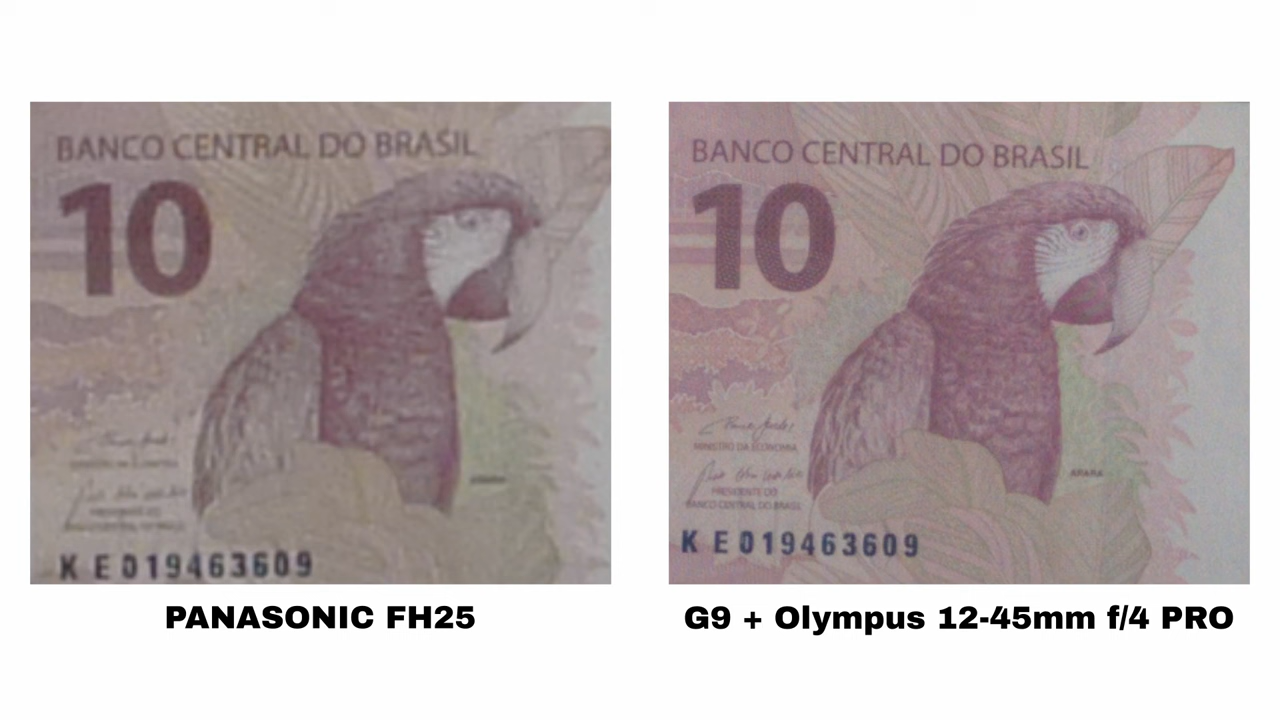 BANCO CENTRAL DO BRASIL
10
K E 019463609
PANASONIC FH25
BANCO CENTRAL DO BRASIL
10
MINISTRO DA ECONOMIA
PRESIDENTE DO
BANCO CENTRAL DO BRASIL
ARARA
K E 019463609
G9 + Olympus 12-45mm f/4 PRO